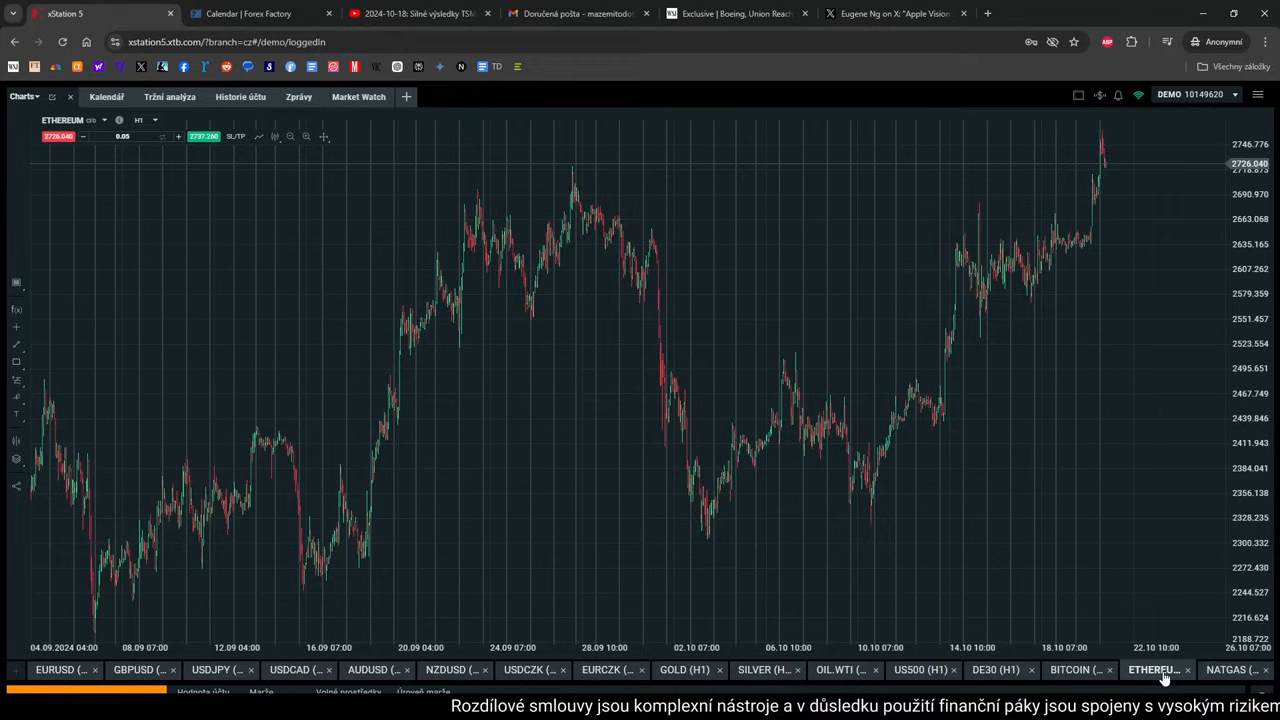 xStation 5
Calendar | Forex Factory
2024-10-18: Silné výsledky TSM
Doručená pošta - mazemitodos
Exclusive | Boeing, Union Reach
Eugene Ng on X: "Apple Vision
xstation5.xtb.com/?branch=cz#/demo/loggedIn
Anonymní
TD
Všechny záložky
Charts
Kalendář
Tržní analýza
Historie účtu
Zprávy
Market Watch
DEMO 10149620
ETHEREUM
H1
2726.040
0.05
2737.260
SL/TP
2746.776
2726.040
2718.873
2690.970
2663.068
2635.165
2607.262
2579.359
2551.457
2523.554
2495.651
2467.749
2439.846
2411.943
2384.041
2356.138
2328.235
2300.332
2272.430
2244.527
2216.624
2188.722
04.09.2024 04:00
08.09 07:00
12.09 07:00
16.09 07:00
20.09 04:00
24.09 07:00
28.09 09:00
02.10 07:00
06.10 07:00
10.10 07:00
14.10 07:00
18.10 07:00
22.10 10:00
26.10 07:00
EURUSD (...
GBPUSD (...
USDJPY (...
USDCAD (...
AUDUSD (...
NZDUSD (...
USDCZK (...
EURCZK (...
GOLD (H1)
SILVER (H...
OIL.WTI (...
US500 (H1)
DE30 (H1)
BITCOIN (...
ETHEREU...
NATGAS (...
Hodnota účtu
Marže
Volné prostředky
Úroveň marže
Rozdílové smlouvy jsou komplexní nástroje a v důsledku použití finanční páky jsou spojeny s vysokým rizikem